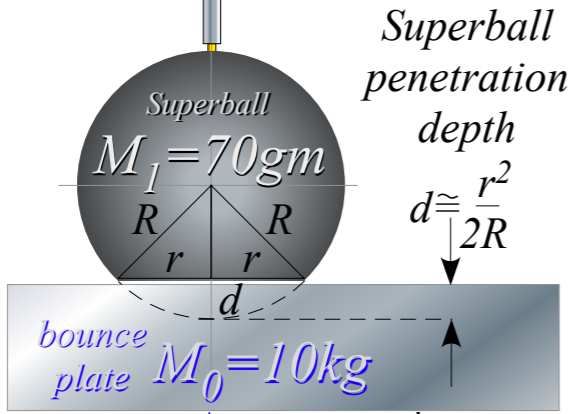 Superball
penetration
depth
d≅ r²/2R
Superball
M₁=70gm
R R
r r
d
bounce
plate M₀=10kg